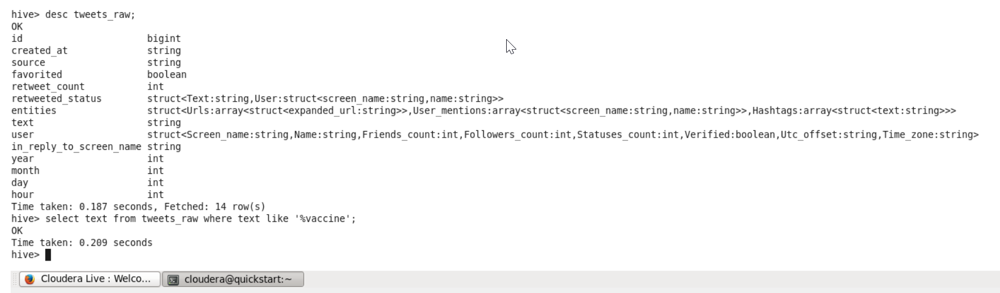 hive> desc tweets_raw;
OK
id                      bigint
created_at              string
source                  string
favorited               boolean
retweet_count           int
retweeted_status        struct<Text:string,User:struct<screen_name:string,name:string>>
entities                struct<Urls:array<struct<expanded_url:string>>,User_mentions:array<struct<screen_name:string,name:string>>,Hashtags:array<struct<text:string>>>
text                    string
user                    struct<Screen_name:string,Name:string,Friends_count:int,Followers_count:int,Statuses_count:int,Verified:boolean,Utc_offset:string,Time_zone:string>
in_reply_to_screen_name string
year                    int
month                   int
day                     int
hour                    int
Time taken: 0.187 seconds, Fetched: 14 row(s)
hive> select text from tweets_raw where text like '%vaccine';
OK
Time taken: 0.209 seconds
hive>
Cloudera Live : Welco... cloudera@quickstart:~